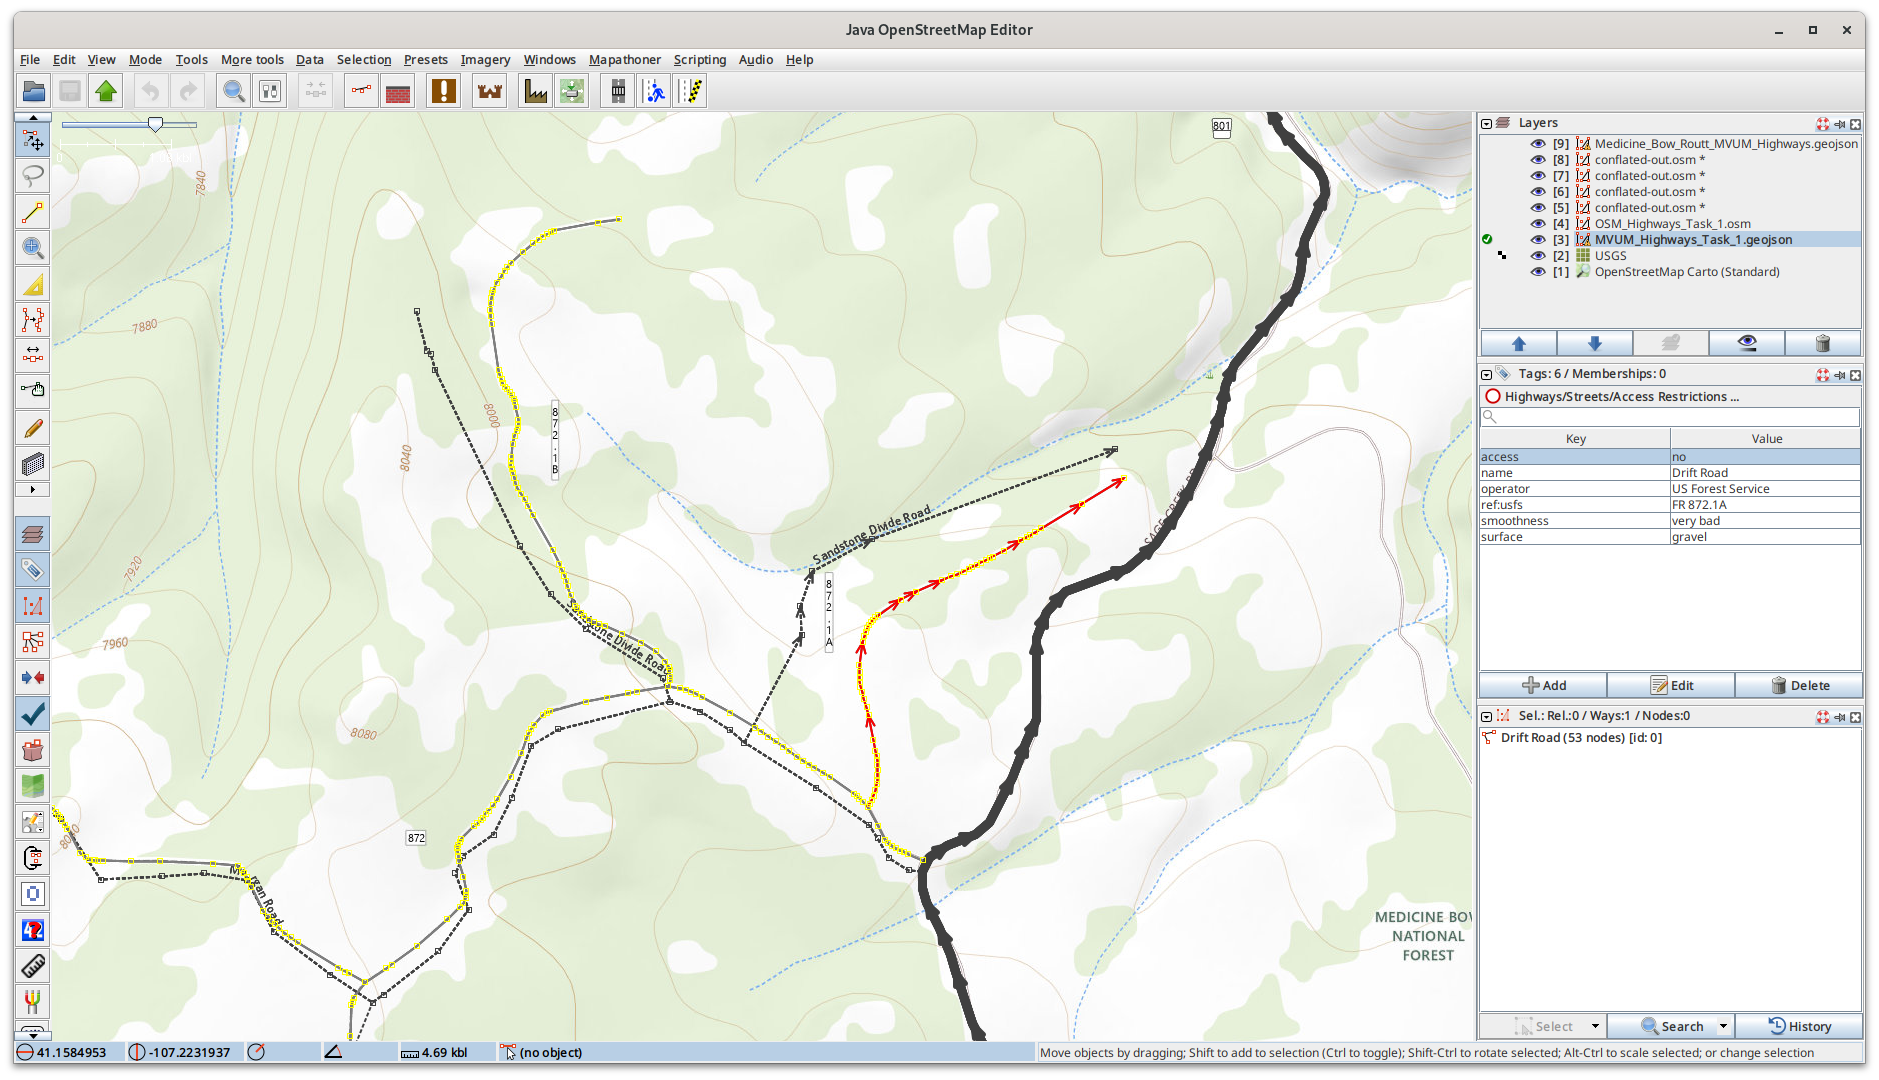 Java OpenStreetMap Editor
File Edit View Mode Tools More tools Data Selection Presets Imagery Windows Mapathoner Scripting Audio Help
801
7840
7880
8000
8040
872.1B
Sandstone Divide Road
872.1A
7920
7960
Sandstone Divide Road
8080
872
Morgan Road
MEDICINE BOW
NATIONAL
FOREST
Layers
[9] Medicine_Bow_Routt_MVUM_Highways.geojson
[8] conflated-out.osm *
[7] conflated-out.osm *
[6] conflated-out.osm *
[5] conflated-out.osm *
[4] OSM_Highways_Task_1.osm
[3] MVUM_Highways_Task_1.geojson
[2] USGS
[1] OpenStreetMap Carto (Standard)
Tags: 6 / Memberships: 0
Highways/Streets/Access Restrictions ...
Key Value
access no
name Drift Road
operator US Forest Service
ref:usfs FR 872.1A
smoothness very bad
surface gravel
Add Edit Delete
Sel.: Rel.:0 / Ways:1 / Nodes:0
Drift Road (53 nodes) [id: 0]
Select Search History
41.1584953 -107.2231937 4.69 kbl (no object) Move objects by dragging; Shift to add to selection (Ctrl to toggle); Shift-Ctrl to rotate selected; Alt-Ctrl to scale selected; or change selection